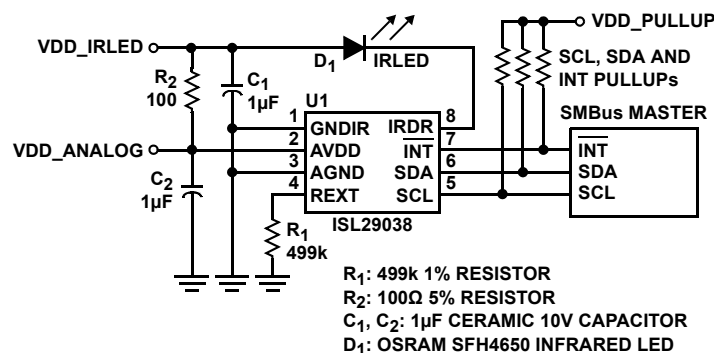 VDD_PULLUP
VDD_IRLED
D1
IRLED
SCL, SDA AND
INT PULLUPs
R2
100
C1
1µF
U1
SMBus MASTER
1
GNDIR
IRDR
8
2
AVDD
INT
7
INT
VDD_ANALOG
3
AGND
SDA
6
SDA
4
REXT
SCL
5
SCL
C2
1µF
ISL29038
R1
499k
R1: 499k 1% RESISTOR
R2: 100Ω 5% RESISTOR
C1, C2: 1µF CERAMIC 10V CAPACITOR
D1: OSRAM SFH4650 INFRARED LED